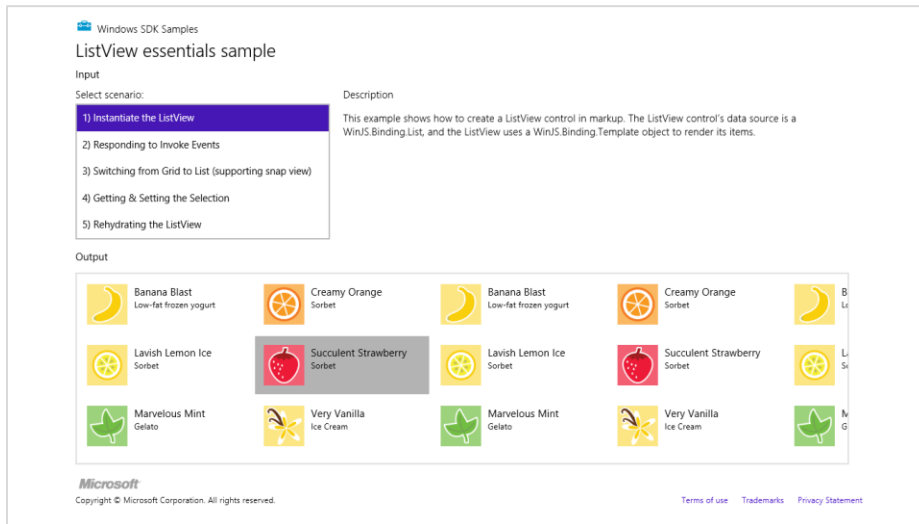 Windows SDK Samples
ListView essentials sample
Input
Select scenario:
Description
1) Instantiate the ListView
2) Responding to Invoke Events
3) Switching from Grid to List (supporting snap view)
4) Getting & Setting the Selection
5) Rehydrating the ListView
This example shows how to create a ListView control in markup. The ListView control's data source is a
WinJS.Binding.List, and the ListView uses a WinJS.Binding.Template object to render its items.
Output
Banana Blast
Low-fat frozen yogurt
Creamy Orange
Sorbet
Banana Blast
Low-fat frozen yogurt
Creamy Orange
Sorbet
Lavish Lemon Ice
Sorbet
Succulent Strawberry
Sorbet
Lavish Lemon Ice
Sorbet
Succulent Strawberry
Sorbet
Marvelous Mint
Gelato
Very Vanilla
Ice Cream
Marvelous Mint
Gelato
Very Vanilla
Ice Cream
Microsoft
Copyright © Microsoft Corporation. All rights reserved.
Terms of use Trademarks Privacy Statement